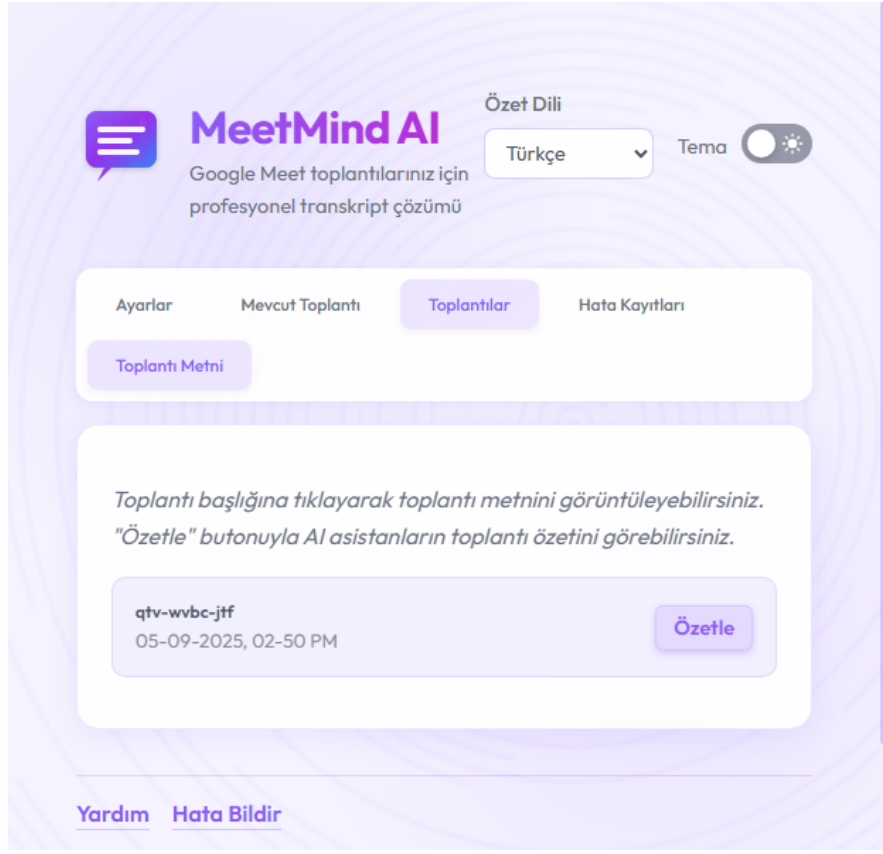 MeetMind AI
Google Meet toplantılarınız için
profesyonel transkript çözümü
Özet Dili
Türkçe
Tema
Ayarlar
Mevcut Toplantı
Toplantılar
Hata Kayıtları
Toplantı Metni
Toplantı başlığına tıklayarak toplantı metnini görüntüleyebilirsiniz.
"Özetle" butonuyla AI asistanların toplantı özetini görebilirsiniz.
qtv-wvbc-jtf
05-09-2025, 02-50 PM
Özetle
Yardım
Hata Bildir